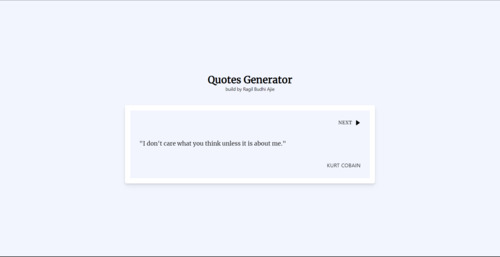 Quotes Generator
build by Ragil Budhi Ajie
NEXT
"I don't care what you think unless it is about me."
KURT COBAIN